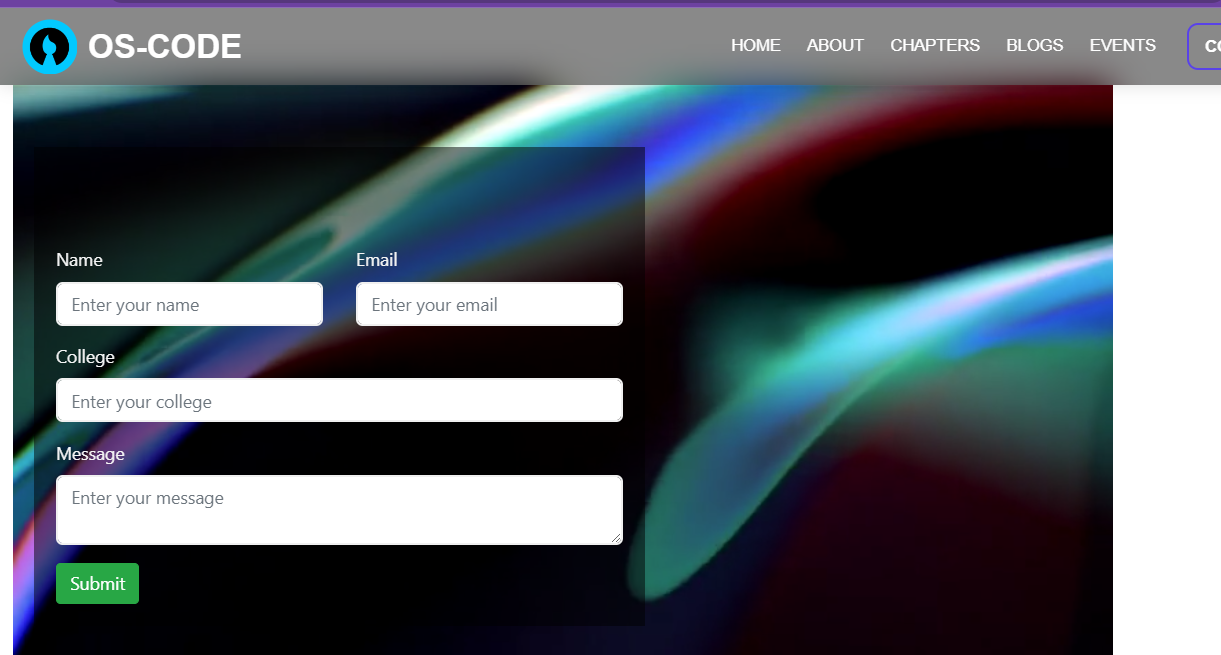 OS-CODE HOME ABOUT CHAPTERS BLOGS EVENTS
Name Email
Enter your name Enter your email
College
Enter your college
Message
Enter your message
Submit